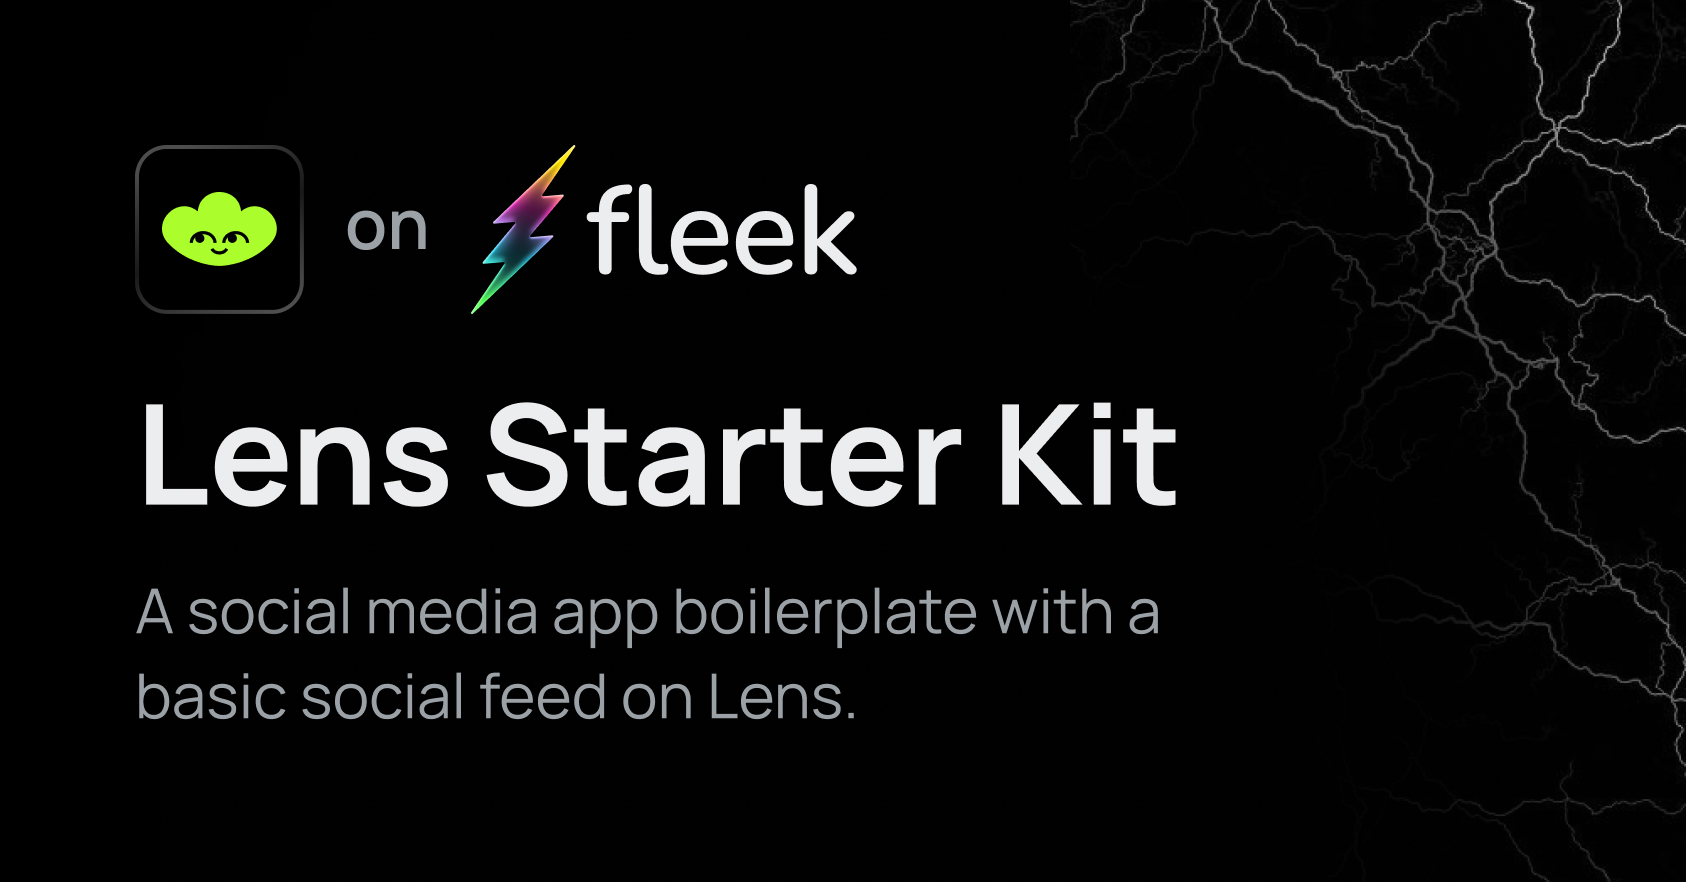 on fleek
Lens Starter Kit
A social media app boilerplate with a
basic social feed on Lens.